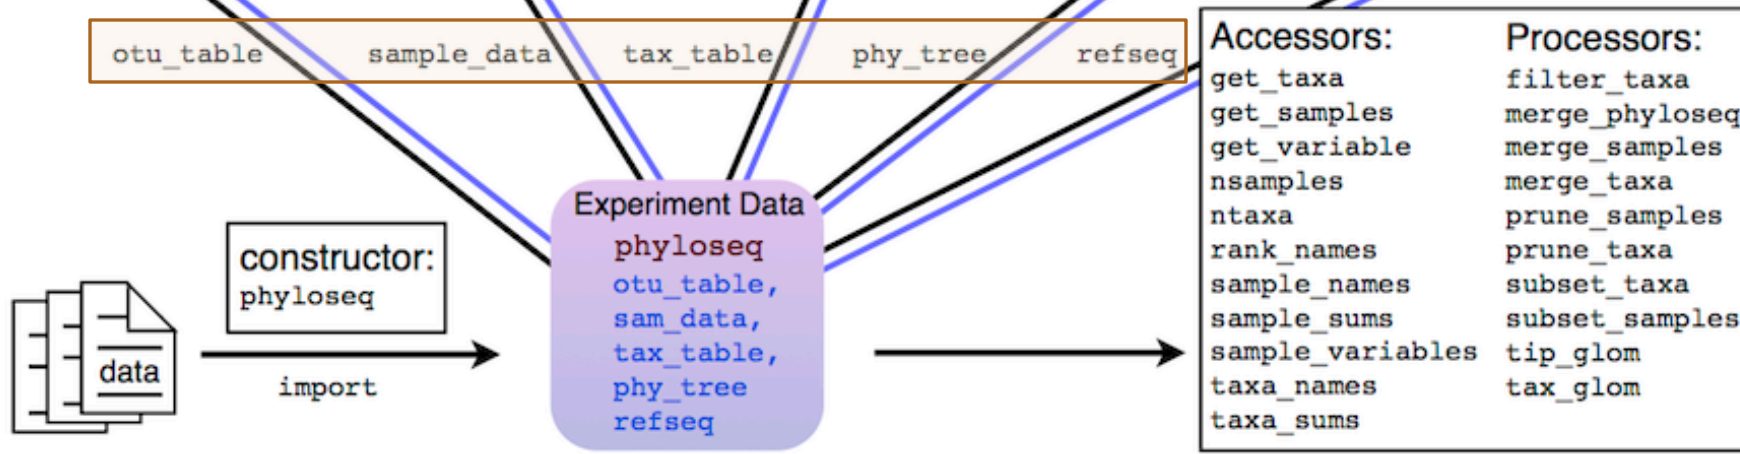 otu_table sample_data tax_table phy_tree refseq
constructor:
phyloseq
data
import
Experiment Data
phyloseq
otu_table,
sam_data,
tax_table,
phy_tree
refseq
Accessors:
get_taxa
get_samples
get_variable
nsamples
ntaxa
rank_names
sample_names
sample_sums
sample_variables
taxa_names
taxa_sums
Processors:
filter_taxa
merge_phyloseq
merge_samples
merge_taxa
prune_samples
prune_taxa
subset_taxa
subset_samples
tip_glom
tax_glom